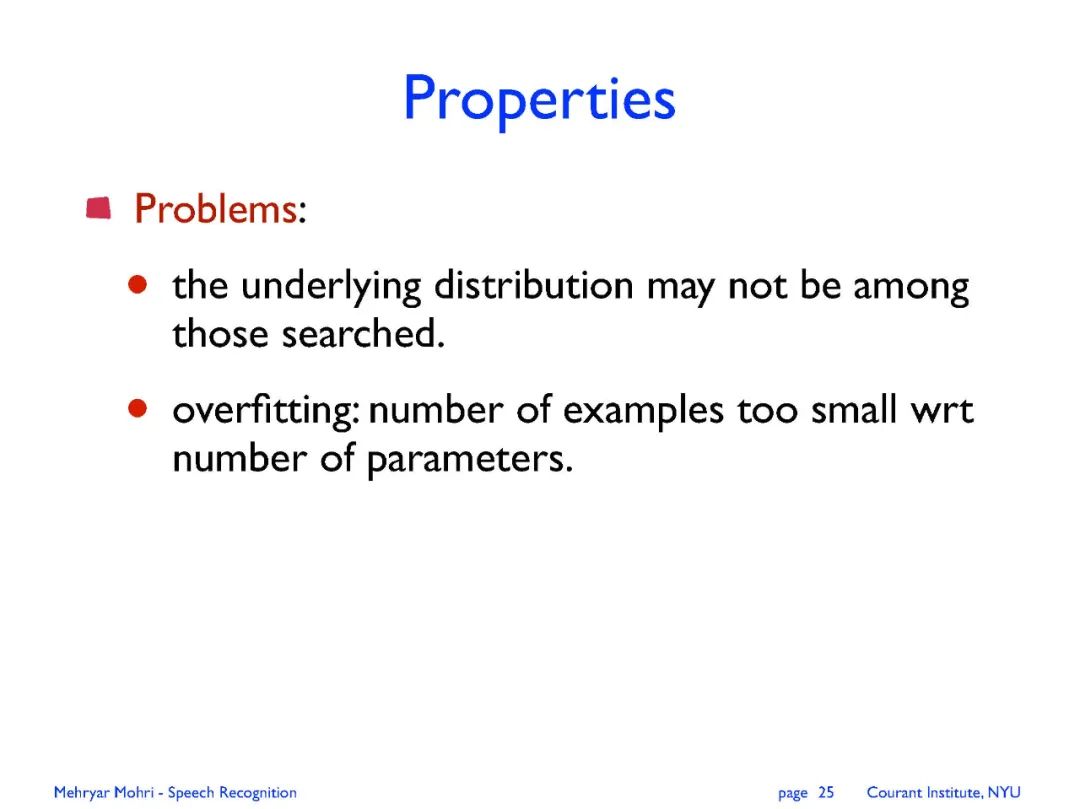 Properties
Problems:
the underlying distribution may not be among
those searched.
overfitting: number of examples too small wrt
number of parameters.
Mehryar Mohri - Speech Recognition
page 25
Courant Institute, NYU